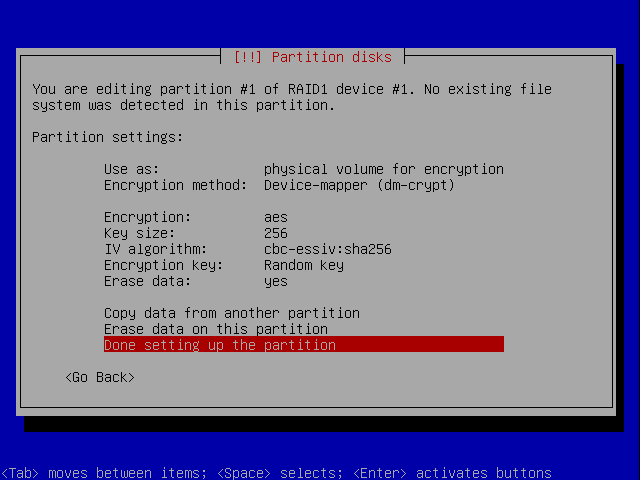 [!!] Partition disks
You are editing partition #1 of RAID1 device #1. No existing file
system was detected in this partition.
Partition settings:
Use as: physical volume for encryption
Encryption method: Device-mapper (dm-crypt)
Encryption: aes
Key size: 256
IV algorithm: cbc-essiv:sha256
Encryption key: Random key
Erase data: yes
Copy data from another partition
Erase data on this partition
Done setting up the partition
<Go Back>
<Tab> moves between items; <Space> selects; <Enter> activates buttons